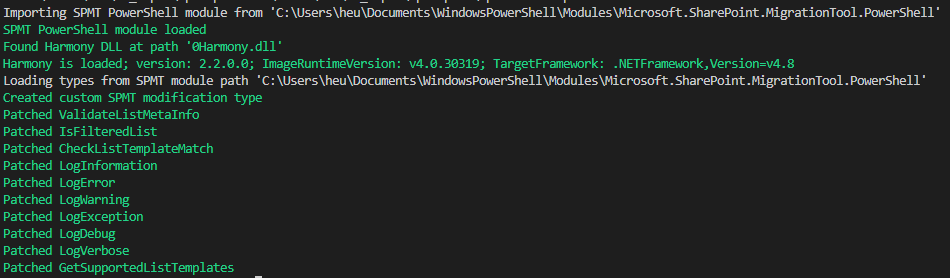 Importing SPMT PowerShell module from 'C:\Users\heu\Documents\WindowsPowerShell\Modules\Microsoft.SharePoint.MigrationTool.PowerShell'
SPMT PowerShell module loaded
Found Harmony DLL at path '0Harmony.dll'
Harmony is loaded; version: 2.2.0.0; ImageRuntimeVersion: v4.0.30319; TargetFramework: .NETFramework,Version=v4.8
Loading types from SPMT module path 'C:\Users\heu\Documents\WindowsPowerShell\Modules\Microsoft.SharePoint.MigrationTool.PowerShell'
Created custom SPMT modification type
Patched ValidateListMetaInfo
Patched IsFilteredList
Patched CheckListTemplateMatch
Patched LogInformation
Patched LogError
Patched LogWarning
Patched LogException
Patched LogDebug
Patched LogVerbose
Patched GetSupportedListTemplates